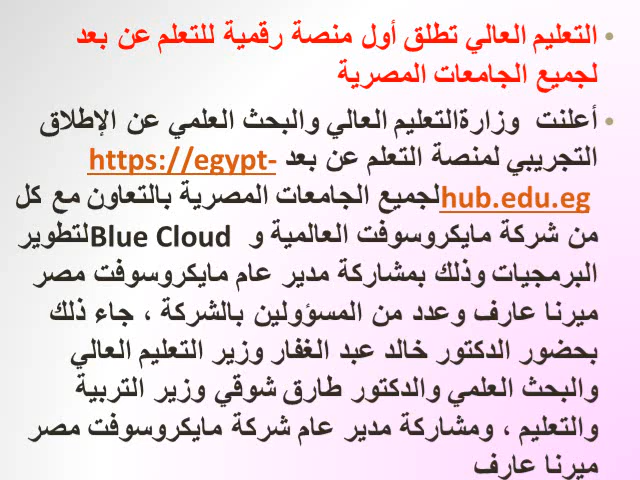 • التعليم العالي تطلق أول منصة رقمية للتعلم عن بعد
لجميع الجامعات المصرية
• أعلنت وزارةالتعليم العالي والبحث العلمي عن الإطلاق
التجريبي لمنصة التعلم عن بعد https://egypt-
hub.edu.eg لجميع الجامعات المصرية بالتعاون مع كل
من شركة مايكروسوفت العالمية و Blue Cloudلتطوير
البرمجيات وذلك بمشاركة مدير عام مايكروسوفت مصر
ميرنا عارف وعدد من المسؤولين بالشركة ، جاء ذلك
بحضور الدكتور خالد عبد الغفار وزير التعليم العالي
والبحث العلمي والدكتور طارق شوقي وزير التربية
والتعليم ، ومشاركة مدير عام شركة مايكروسوفت مصر
ميرنا عارف